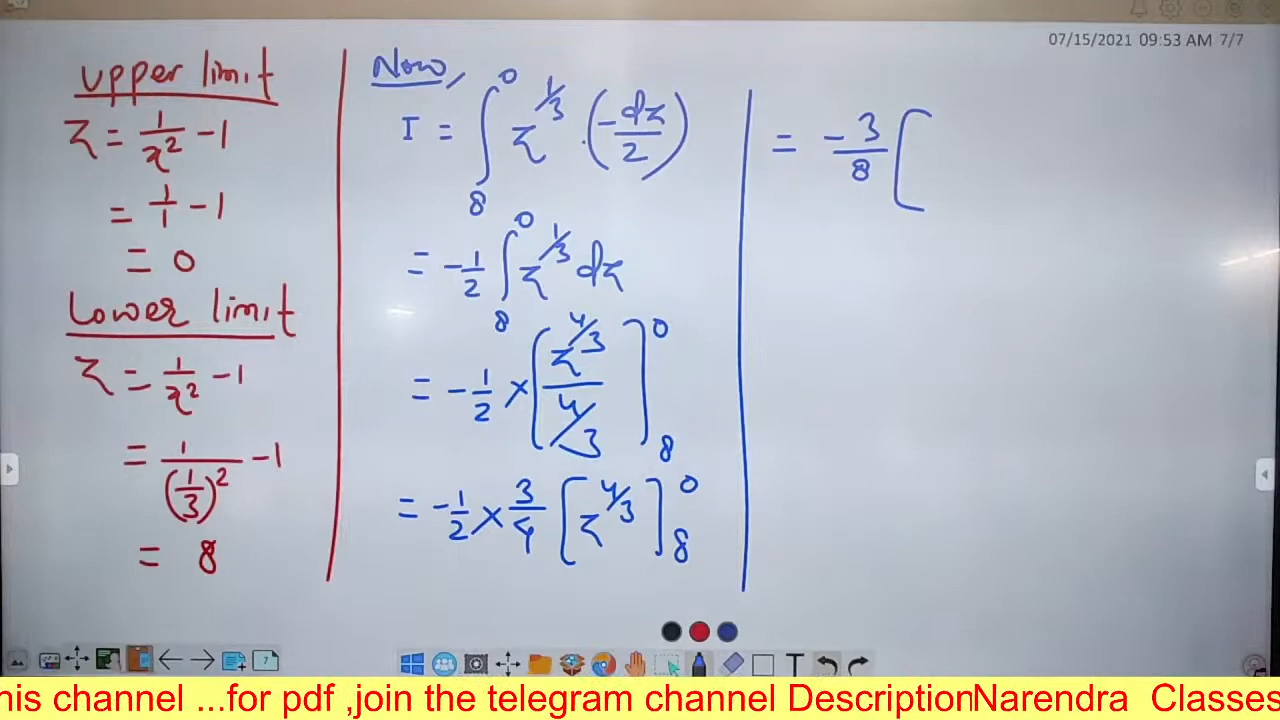 07/15/2021 09:53 AM 7/7
upper limit
z = 1/x² - 1
= 1/1 - 1
= 0
Lower limit
z = 1/x² - 1
= 1/(1/3)² - 1
= 8
Now,
I = ∫₈⁰ z^(1/3) · (-dz/2)
= -1/2 ∫₈⁰ z^(1/3) dz
= -1/2 × [z^(4/3) / (4/3)]₈⁰
= -1/2 × 3/4 [z^(4/3)]₈⁰
= -3/8 [
7
T
his channel ...for pdf ,join the telegram channel DescriptionNarendra Classes